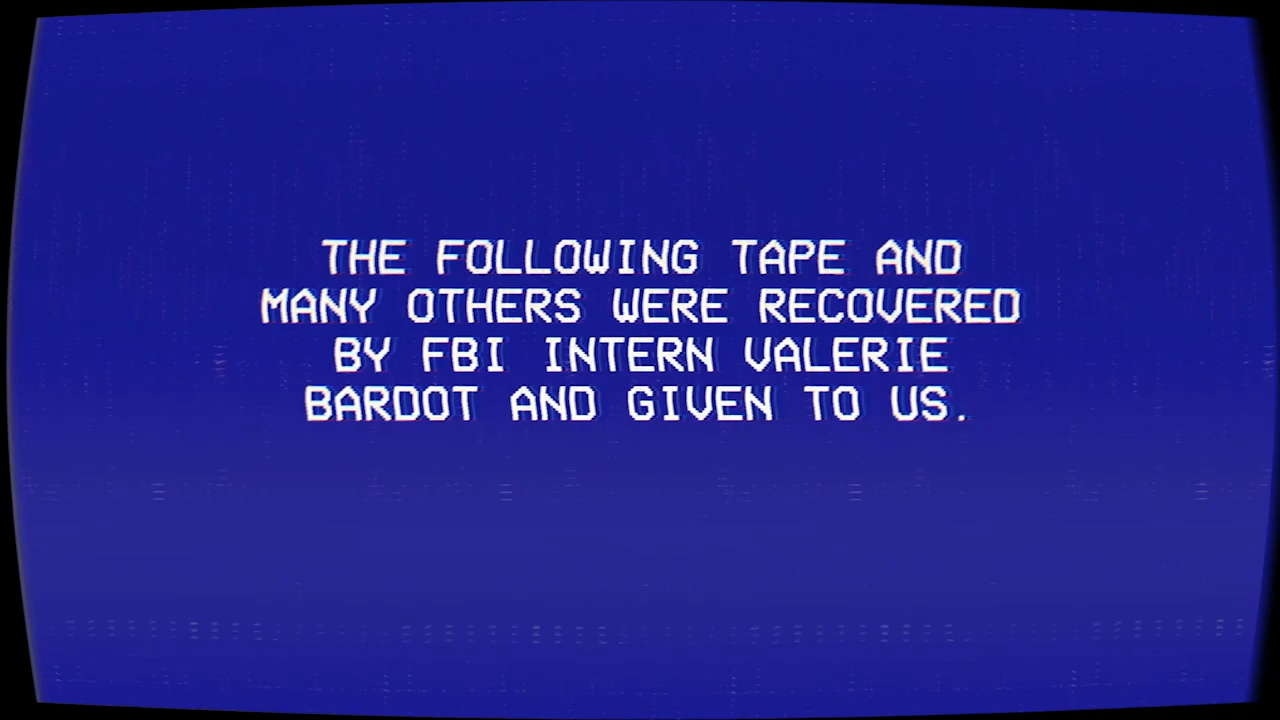 THE FOLLOWING TAPE AND
MANY OTHERS WERE RECOVERED
BY FBI INTERN VALERIE
BARDOT AND GIVEN TO US.